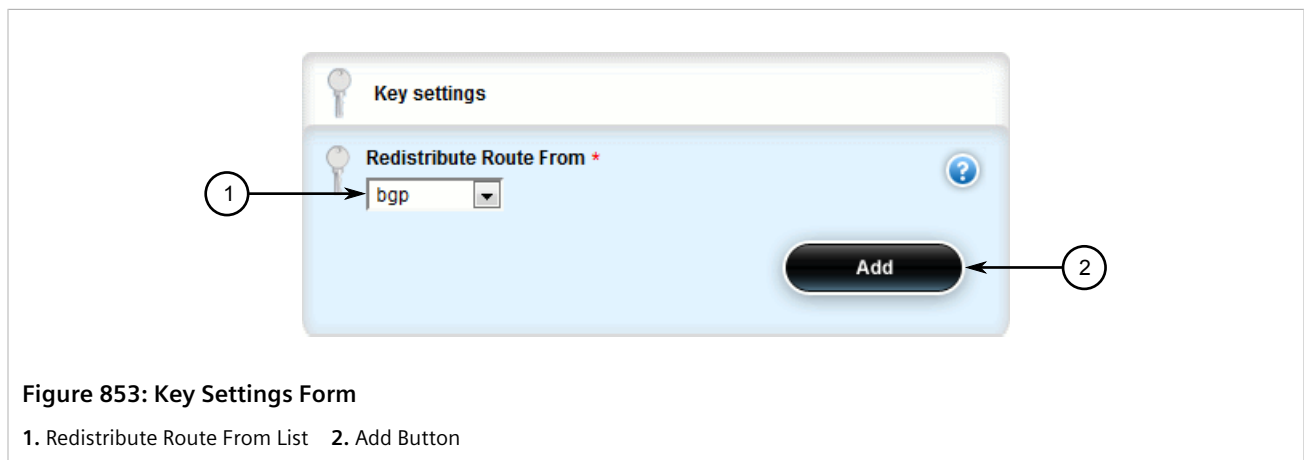 Key settings
Redistribute Route From *
1
bgp
?
Add
2
Figure 853: Key Settings Form
1. Redistribute Route From List 2. Add Button